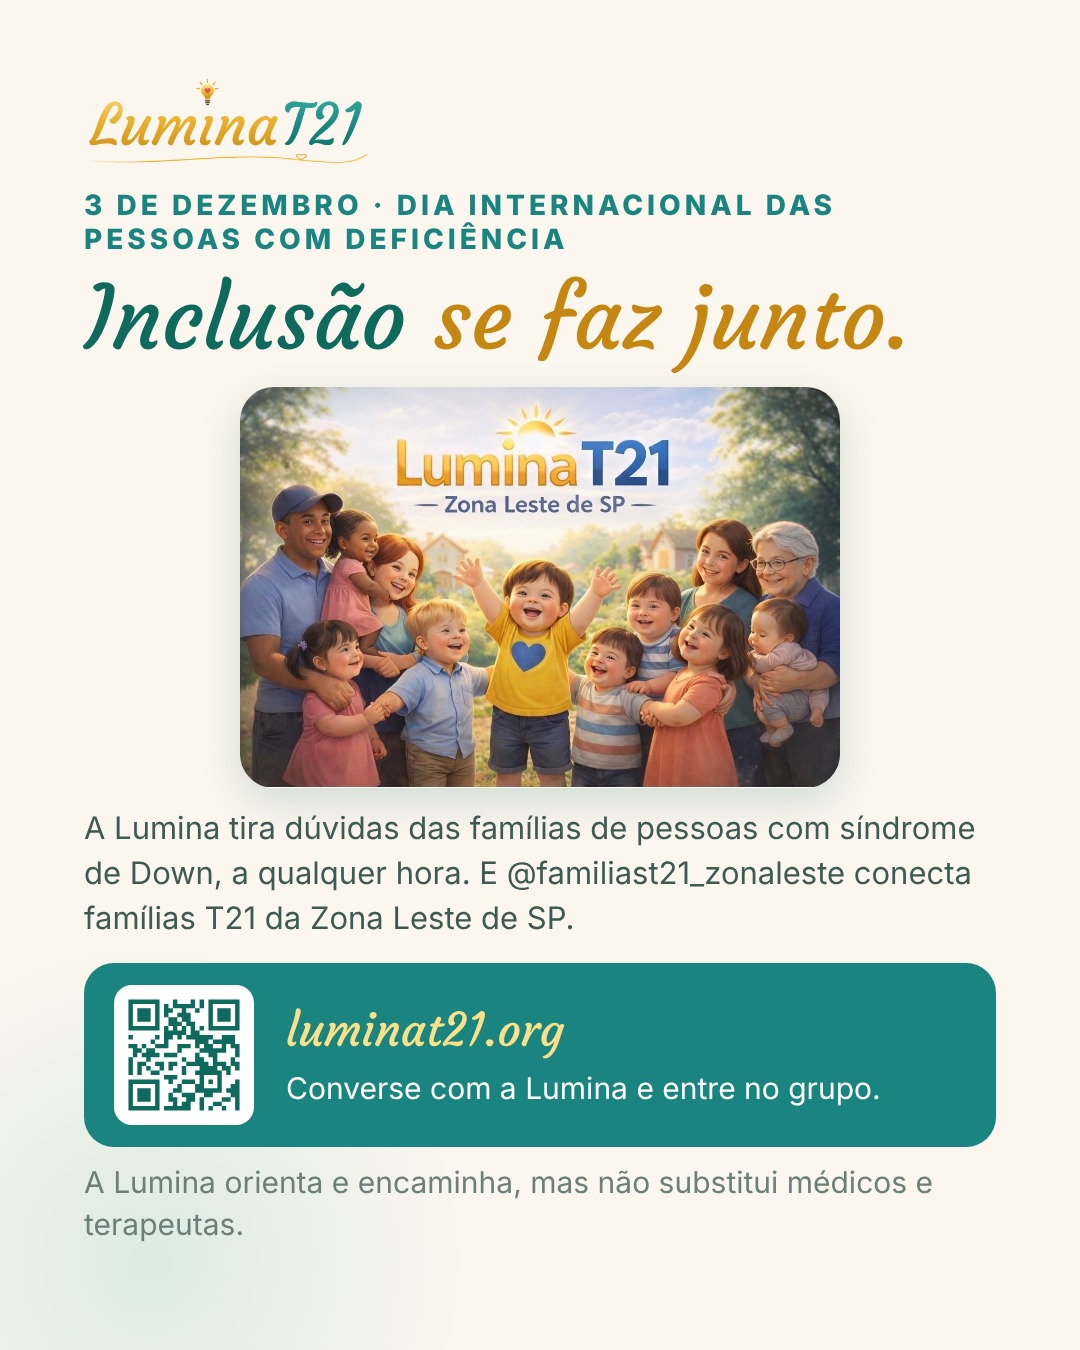 LuminaT21
3 DE DEZEMBRO · DIA INTERNACIONAL DAS
PESSOAS COM DEFICIÊNCIA
Inclusão se faz junto.
LuminaT21
Zona Leste de SP
A Lumina tira dúvidas das famílias de pessoas com síndrome
de Down, a qualquer hora. E @familiast21_zonaleste conecta
famílias T21 da Zona Leste de SP.
luminat21.org
Converse com a Lumina e entre no grupo.
A Lumina orienta e encaminha, mas não substitui médicos e
terapeutas.